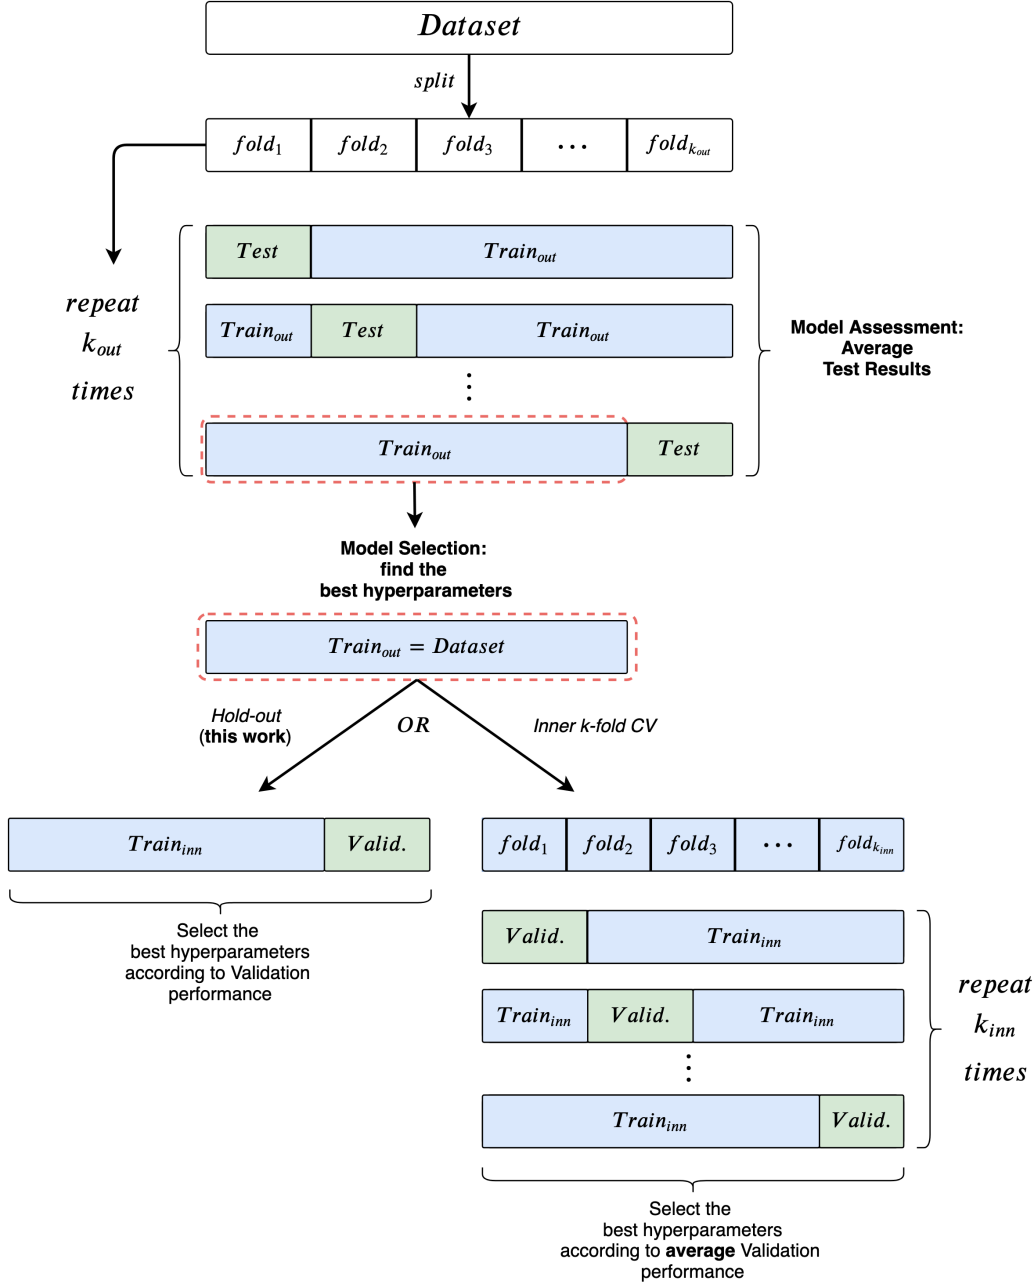 Dataset
split
fold1 fold2 fold3 ... foldkout
repeat
kout
times
Test Trainout
Trainout Test Trainout
⋮
Trainout Test
Model Assessment:
Average
Test Results
Model Selection:
find the
best hyperparameters
Trainout = Dataset
Hold-out
(this work)
OR
Inner k-fold CV
Traininn Valid.
Select the
best hyperparameters
according to Validation
performance
fold1 fold2 fold3 ... foldkinn
Valid. Traininn
Traininn Valid. Traininn
⋮
Traininn Valid.
repeat
kinn
times
Select the
best hyperparameters
according to average Validation
performance